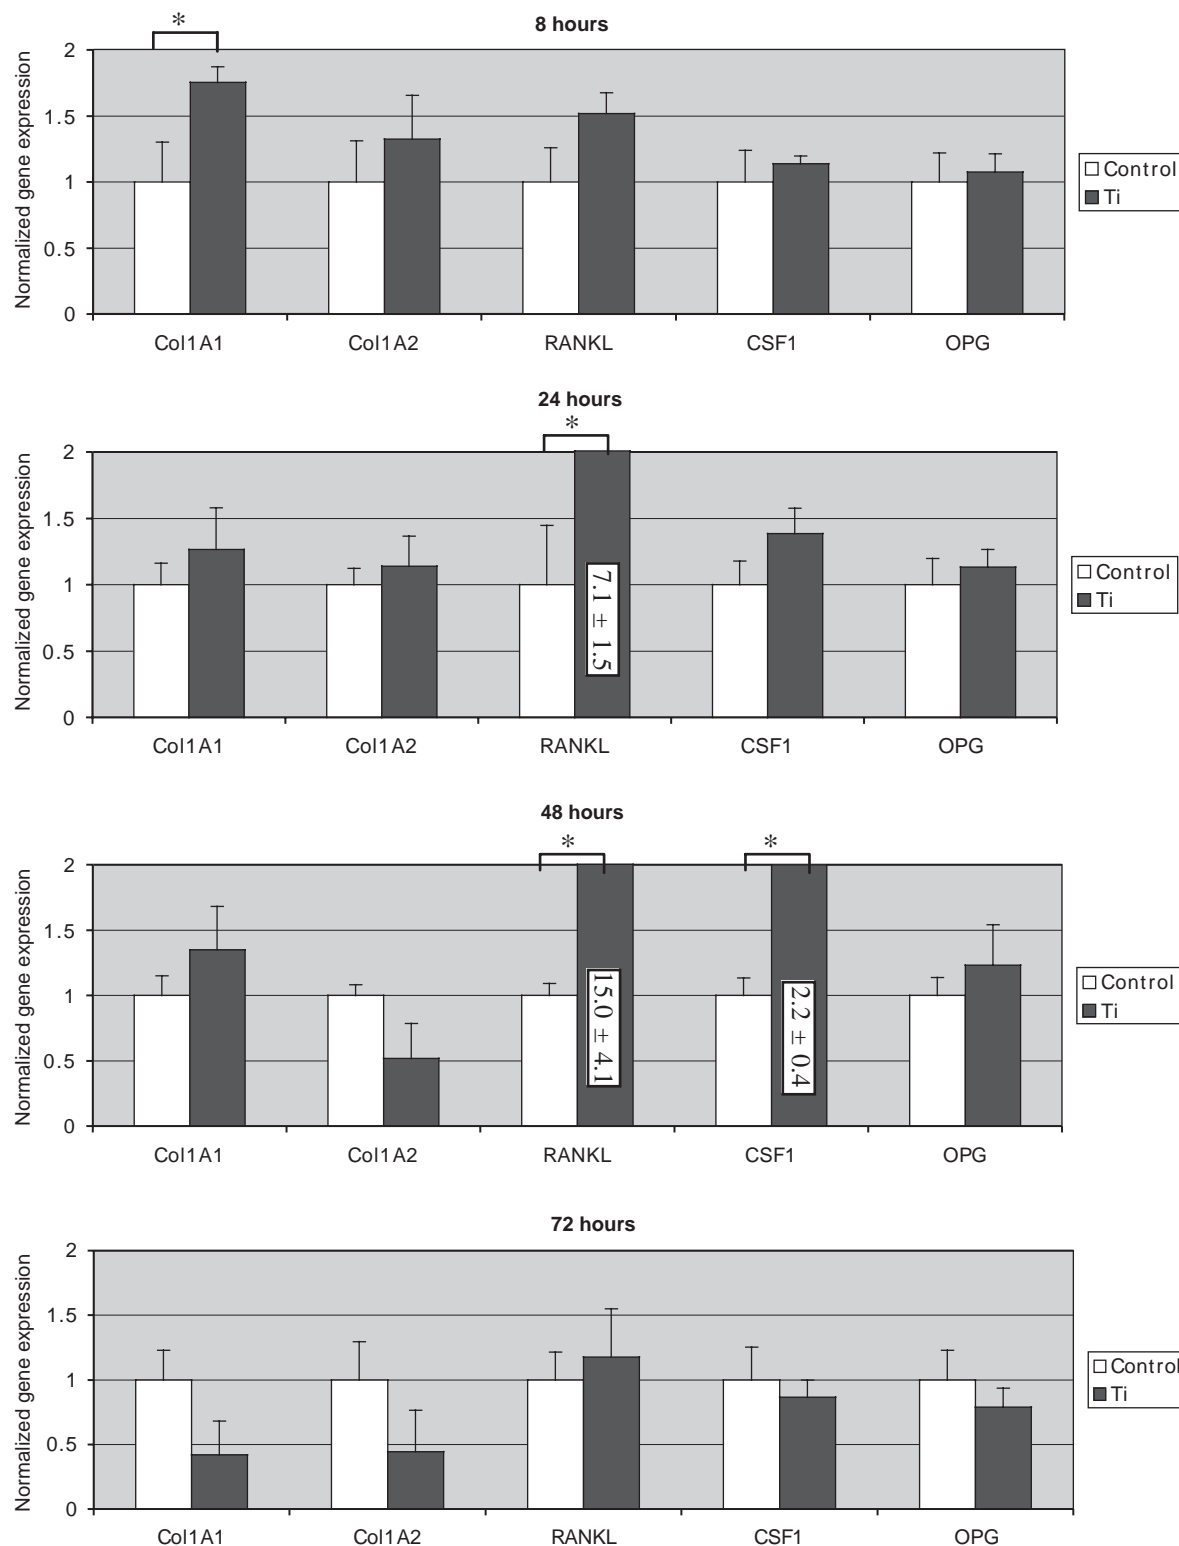 8 hours
*
Normalized gene expression
2
1.5
1
0.5
0
Col1A1 Col1A2 RANKL CSF1 OPG
Control
Ti
24 hours
*
Normalized gene expression
2
1.5
1
0.5
0
7.1 ± 1.5
Col1A1 Col1A2 RANKL CSF1 OPG
Control
Ti
48 hours
* *
Normalized gene expression
2
1.5
1
0.5
0
15.0 ± 4.1
2.2 ± 0.4
Col1A1 Col1A2 RANKL CSF1 OPG
Control
Ti
72 hours
Normalized gene expression
2
1.5
1
0.5
0
Col1A1 Col1A2 RANKL CSF1 OPG
Control
Ti